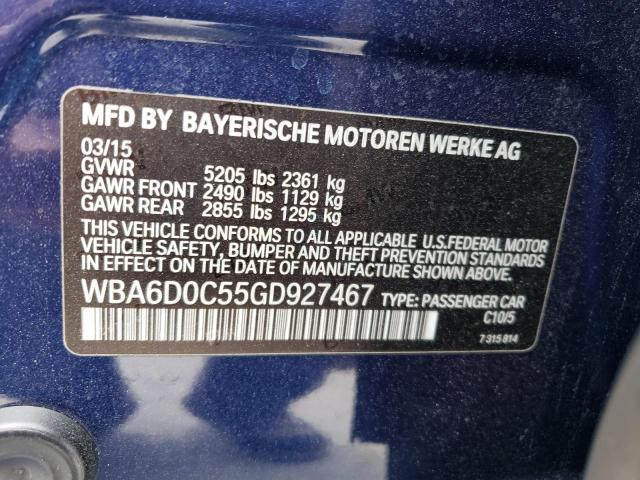 MFD BY BAYERISCHE MOTOREN WERKE AG
03/15
GVWR 5205 lbs 2361 kg
GAWR FRONT 2490 lbs 1129 kg
GAWR REAR 2855 lbs 1295 kg
THIS VEHICLE CONFORMS TO ALL APPLICABLE U.S.FEDERAL MOTOR
VEHICLE SAFETY, BUMPER AND THEFT PREVENTION STANDARDS
IN EFFECT ON THE DATE OF MANUFACTURE SHOWN ABOVE.
WBA6D0C55GD927467 TYPE: PASSENGER CAR
C10/5
7 315 814